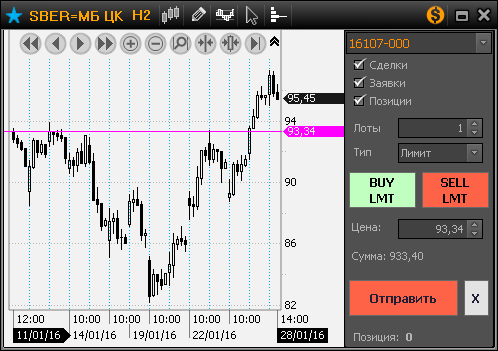 SBER=МБ ЦК H2
16107-000
Сделки
Заявки
Позиции
Лоты 1
Тип Лимит
BUY LMT
SELL LMT
Цена: 93,34
Сумма: 933,40
Отправить X
Позиция: 0
95,45
94
93,34
90
86
82
12:00 10:00 10:00 10:00 10:00 10:00 14:00
11/01/16 14/01/16 19/01/16 22/01/16 28/01/16